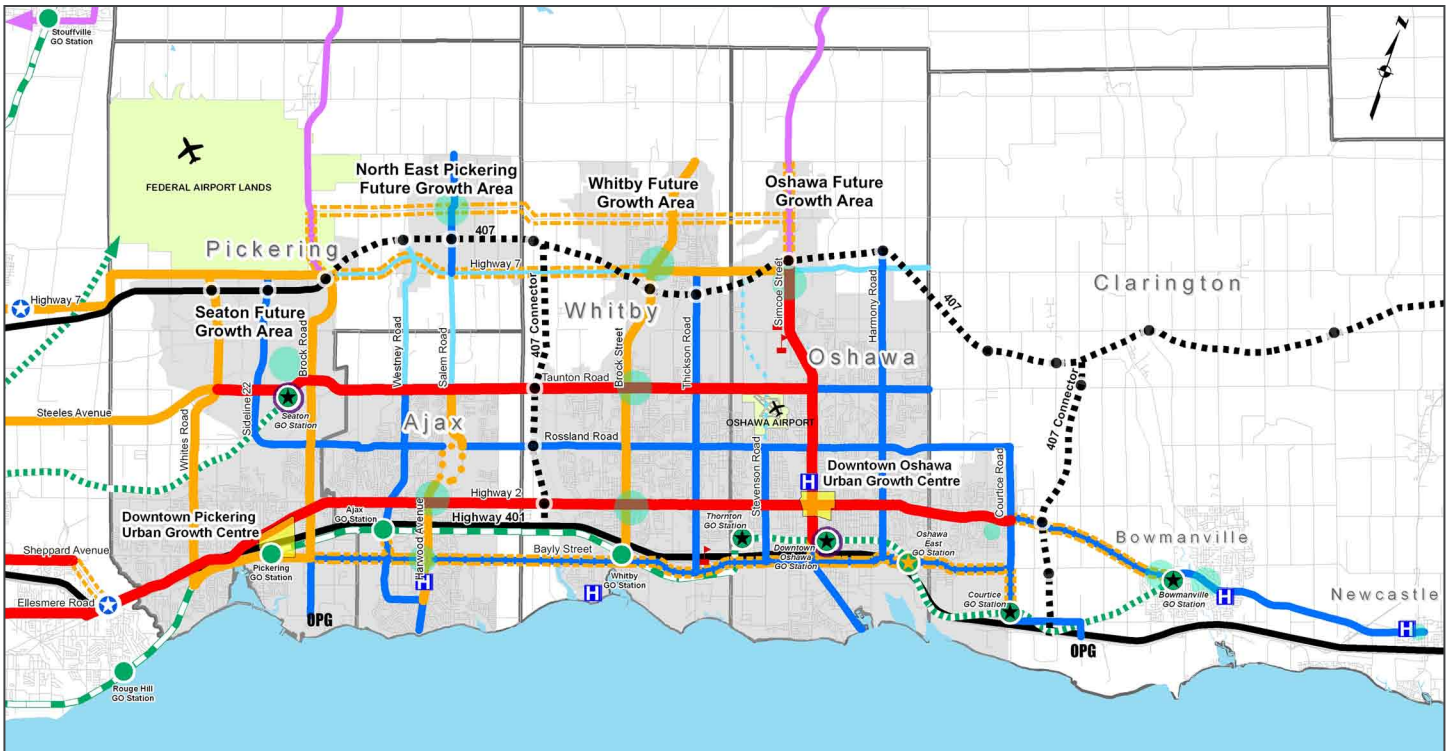 Stouffville
GO Station
N
FEDERAL AIRPORT LANDS
North East Pickering
Future Growth Area
Whitby Future
Growth Area
Oshawa Future
Growth Area
Pickering
407
Highway 7
Highway 7
Seaton Future
Growth Area
Brock Road
Westney Road
Salem Road
407 Connector
Whitby
Brock Street
Thickson Road
Simcoe Street
Harmony Road
Oshawa
407
Clarington
Steeles Avenue
Whites Road
Sideline 22
Seaton
GO Station
Taunton Road
Ajax
OSHAWA AIRPORT
Rossland Road
Stevenson Road
Courtice Road
407 Connector
Downtown Oshawa
Urban Growth Centre
H
Highway 2
Downtown Pickering
Urban Growth Centre
Ajax
GO Station
Highway 401
Harwood Avenue
Thornton
GO Station
Downtown
Oshawa
GO Station
Oshawa
East
GO Station
Bowmanville
Sheppard Avenue
Pickering
GO Station
Bayly Street
Whitby
GO Station
Ellesmere Road
H
H
Courtice
GO Station
Bowmanville
GO Station
H
Newcastle
H
OPG
OPG
Rouge Hill
GO Station